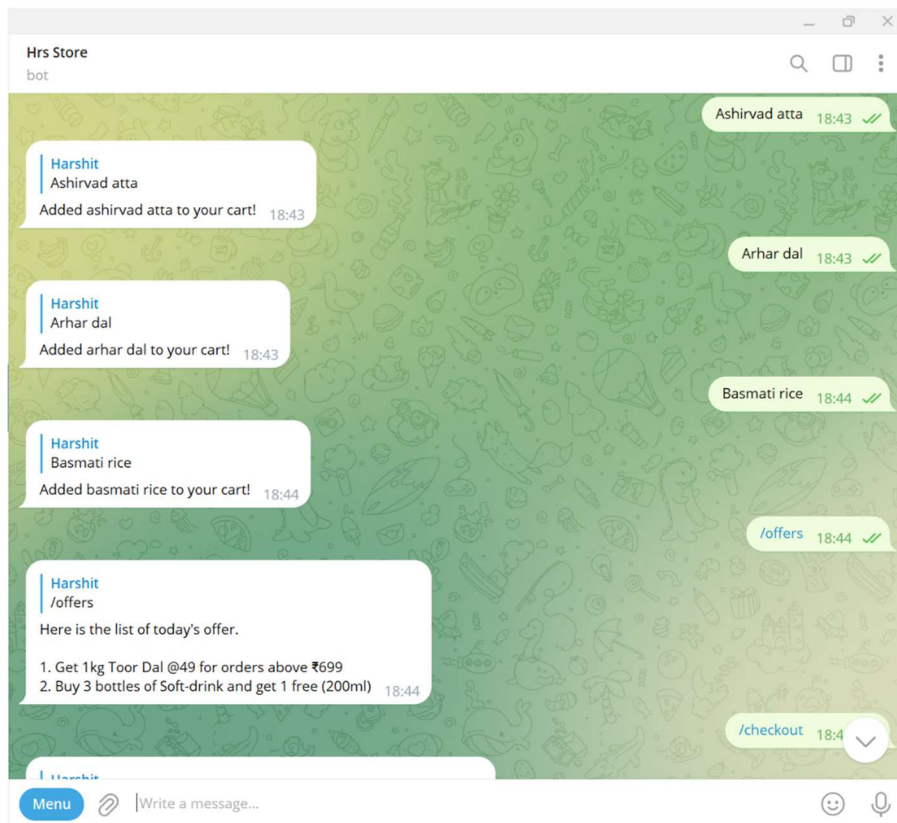 Hrs Store
bot
Ashirvad atta 18:43
Harshit
Ashirvad atta
Added ashirvad atta to your cart! 18:43
Arhar dal 18:43
Harshit
Arhar dal
Added arhar dal to your cart! 18:43
Basmati rice 18:44
Harshit
Basmati rice
Added basmati rice to your cart! 18:44
/offers 18:44
Harshit
/offers
Here is the list of today's offer.
1. Get 1kg Toor Dal @49 for orders above ₹699
2. Buy 3 bottles of Soft-drink and get 1 free (200ml) 18:44
/checkout
Harshit
Menu
Write a message...